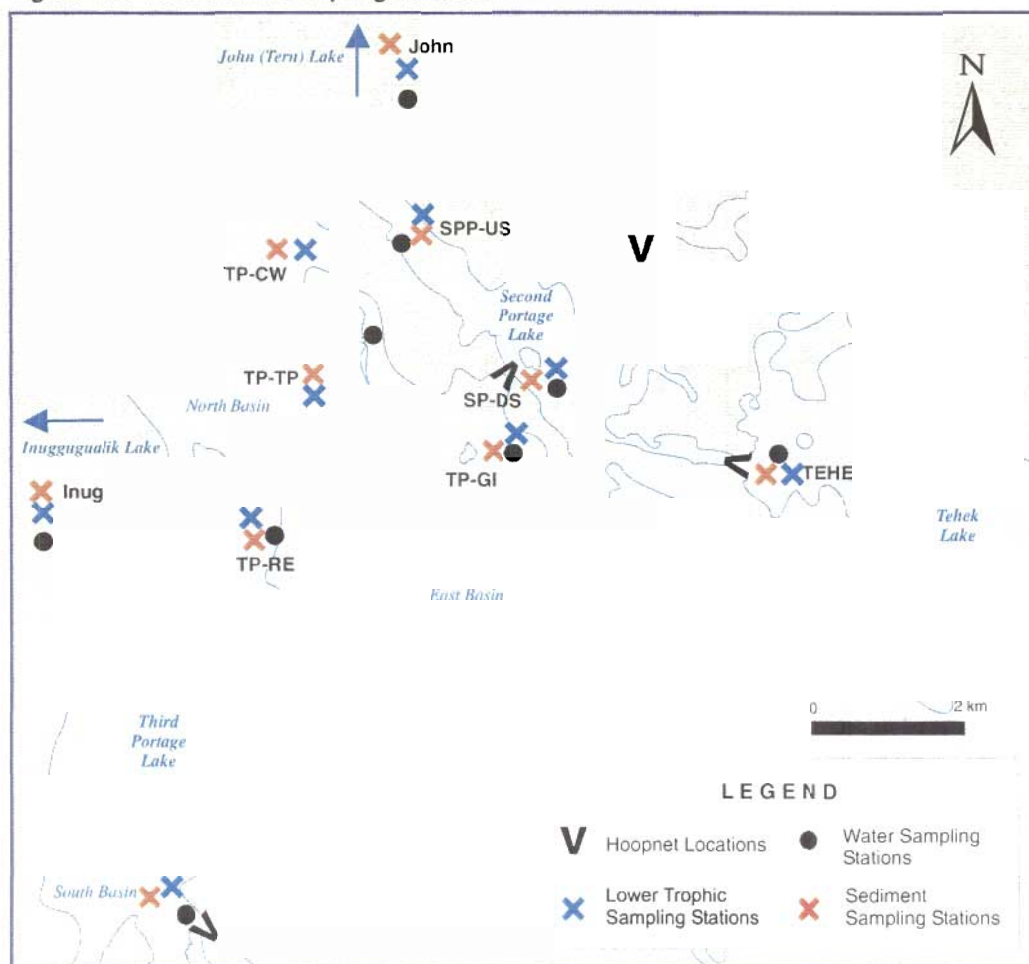 John (Tern) Lake
John
N
SPP-US
TP-CW
V
Second
Portage
Lake
TP-TP
North Basin
SP-DS
Inuggugualik Lake
TP-GI
TEHE
Inug
Tehek
Lake
TP-RE
East Basin
0 2 km
Third
Portage
Lake
LEGEND
V Hoopnet Locations
Water Sampling
Stations
Lower Trophic
Sampling Stations
Sediment
Sampling Stations
South Basin